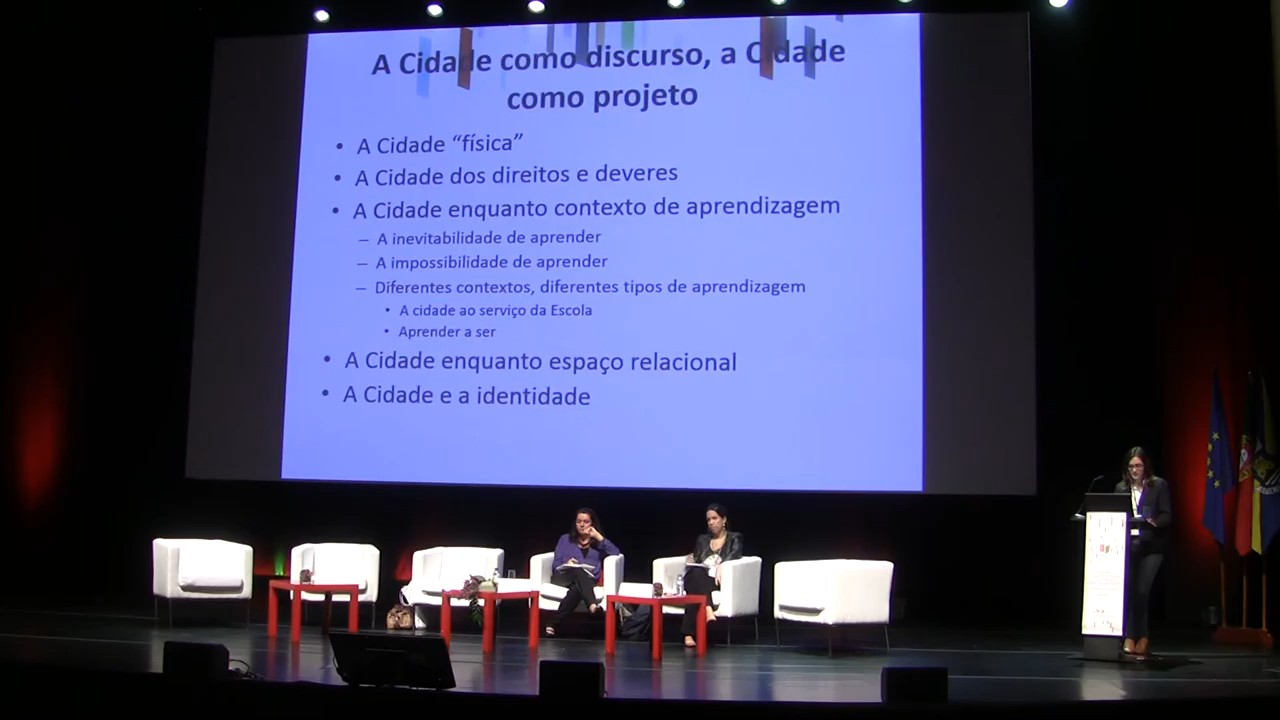 A Cidade como discurso, a Cidade
como projeto
• A Cidade “física”
• A Cidade dos direitos e deveres
• A Cidade enquanto contexto de aprendizagem
– A inevitabilidade de aprender
– A impossibilidade de aprender
– Diferentes contextos, diferentes tipos de aprendizagem
• A cidade ao serviço da Escola
• Aprender a ser
• A Cidade enquanto espaço relacional
• A Cidade e a identidade